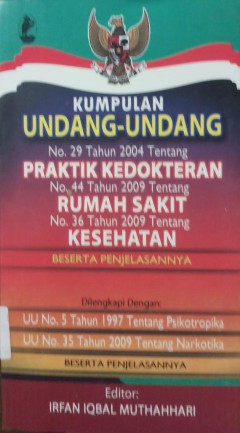 KUMPULAN
UNDANG-UNDANG
No. 29 Tahun 2004 Tentang
PRAKTIK KEDOKTERAN
No. 44 Tahun 2009 Tentang
RUMAH SAKIT
No. 36 Tahun 2009 Tentang
KESEHATAN
BESERTA PENJELASANNYA
Dilengkapi Dengan:
UU No. 5 Tahun 1997 Tentang Psikotropika
UU No. 35 Tahun 2009 Tentang Narkotika
BESERTA PENJELASANNYA
Editor:
IRFAN IQBAL MUTHAHHARI